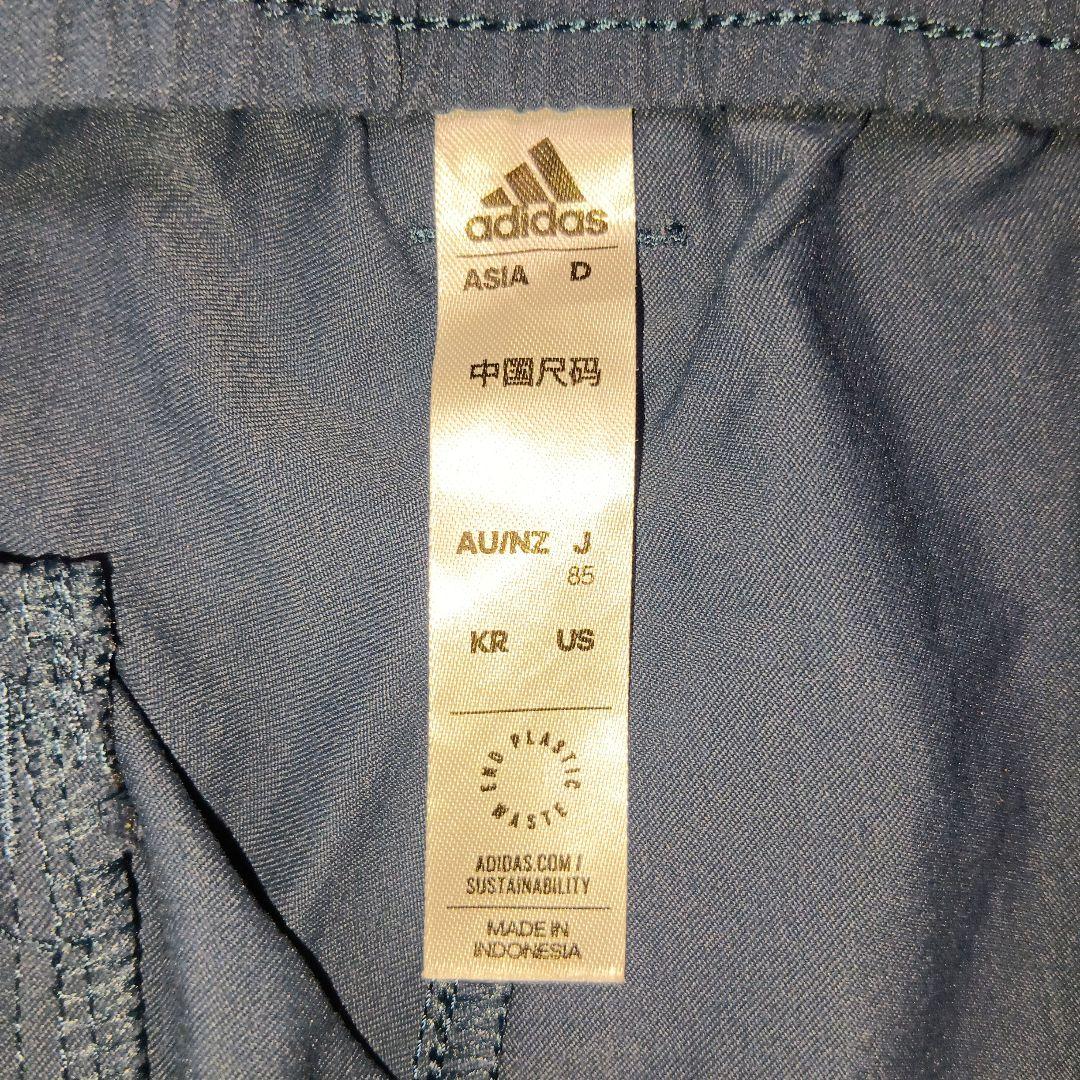 adidas
ASIA D
中国尺码
AU/NZ J
85
KR US
END PLASTIC WASTE
ADIDAS.COM/
SUSTAINABILITY
MADE IN
INDONESIA